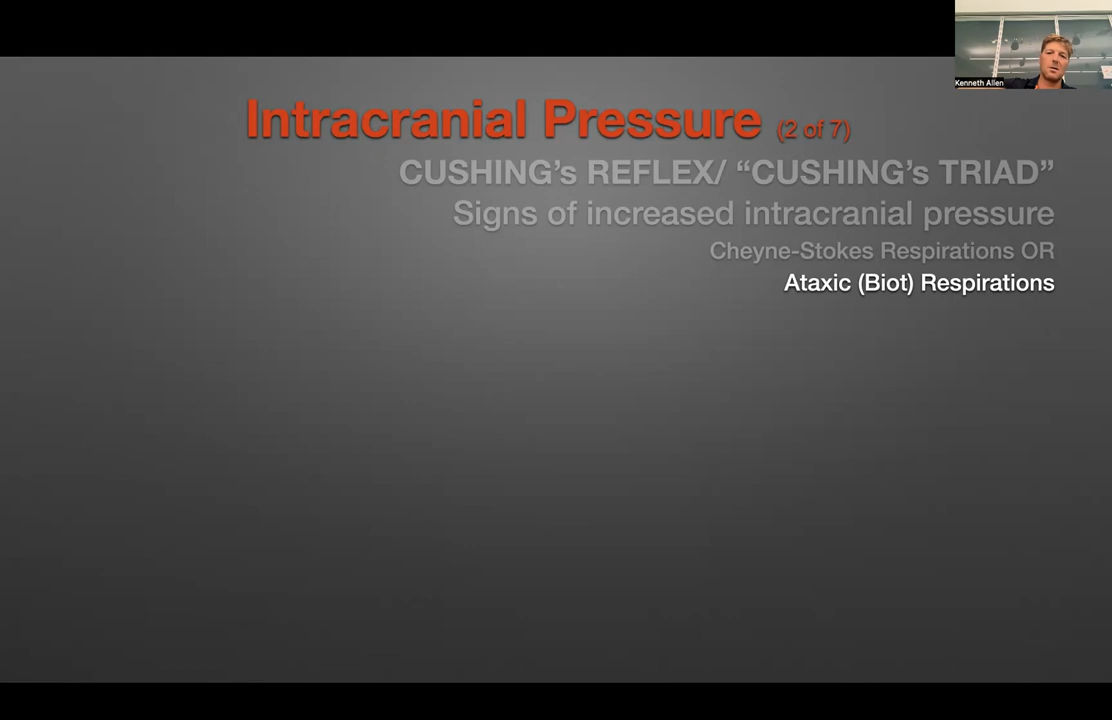 Kenneth Allen
Intracranial Pressure (2 of 7)
CUSHING's REFLEX/ “CUSHING's TRIAD”
Signs of increased intracranial pressure
Cheyne-Stokes Respirations OR
Ataxic (Biot) Respirations